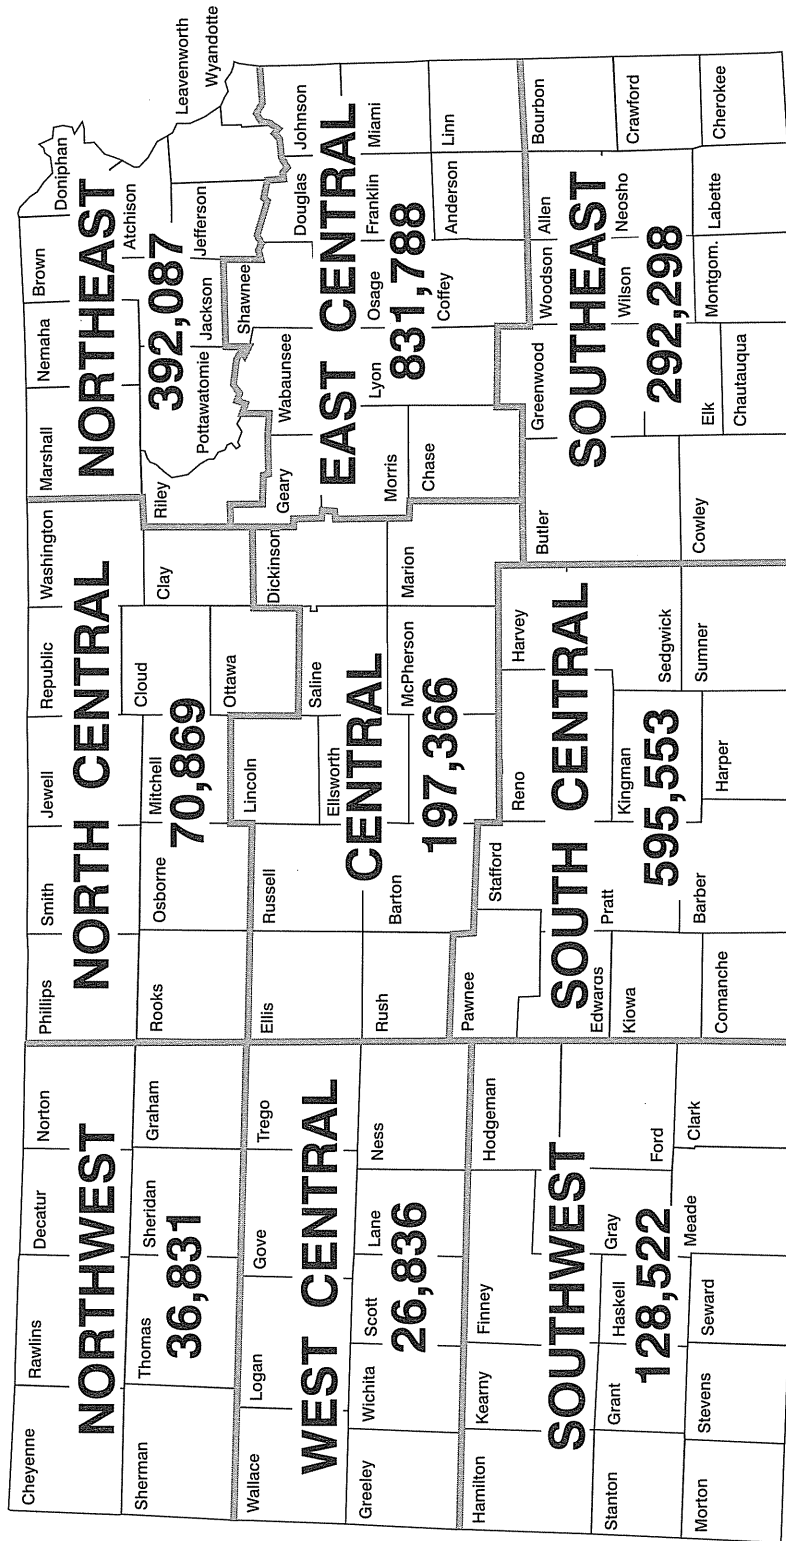 Cheyenne
Rawlins
Decatur
Norton
Phillips
Smith
Jewell
Republic
Washington
Marshall
Nemaha
Brown
Doniphan
NORTHWEST
NORTH CENTRAL
NORTHEAST
Sherman
Thomas
Sheridan
Graham
Rooks
Osborne
Mitchell
Cloud
Clay
Riley
Pottawatomie
Jackson
Atchison
Jefferson
Leavenworth
Wyandotte
36,831
70,869
392,087
Ottawa
Wallace
Logan
Gove
Trego
Ellis
Russell
Lincoln
Ellsworth
Saline
Dickinson
Geary
Wabaunsee
Shawnee
Douglas
Johnson
WEST CENTRAL
CENTRAL
EAST CENTRAL
Greeley
Wichita
Scott
Lane
Ness
Rush
Barton
McPherson
Marion
Morris
Chase
Lyon
Osage
Coffey
Franklin
Anderson
Miami
Linn
26,836
197,366
831,788
Hamilton
Kearny
Finney
Hodgeman
Pawnee
Stafford
Reno
Harvey
Butler
Greenwood
Woodson
Allen
Bourbon
SOUTHWEST
SOUTH CENTRAL
SOUTHEAST
Stanton
Grant
Haskell
Gray
Ford
Edwards
Kiowa
Pratt
Kingman
Sedgwick
Wilson
Neosho
Crawford
128,522
595,553
292,298
Morton
Stevens
Seward
Meade
Clark
Comanche
Barber
Harper
Sumner
Cowley
Elk
Chautauqua
Montgom.
Labette
Cherokee